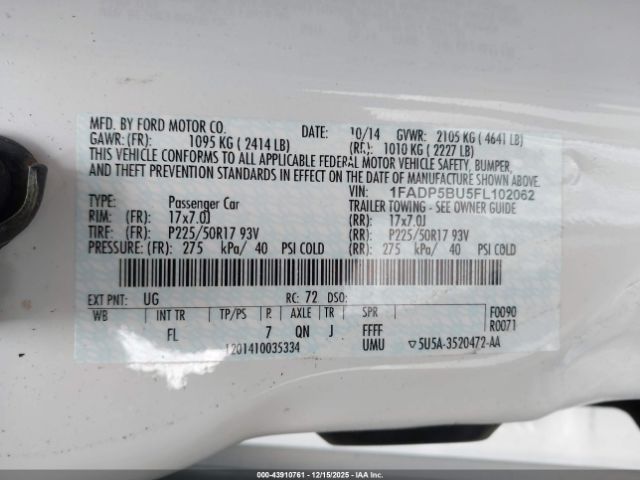 MFD. BY FORD MOTOR CO. DATE: 10/14 GVWR: 2105 KG ( 4641 LB)
GAWR: (FR): 1095 KG ( 2414 LB) (RR): 1010 KG ( 2227 LB)
THIS VEHICLE CONFORMS TO ALL APPLICABLE FEDERAL MOTOR VEHICLE SAFETY, BUMPER,
AND THEFT PREVENTION STANDARDS IN EFFECT ON THE DATE OF MANUFACTURE SHOWN ABOVE.
VIN: 1FADP5BU5FL102062
TYPE: Passenger Car TRAILER TOWING - SEE OWNER GUIDE
RIM: (FR): 17x7.0J (RR): 17x7.0J
TIRE: (FR): P225/50R17 93V (RR): P225/50R17 93V
PRESSURE: (FR): 275 kPa/ 40 PSI COLD (RR): 275 kPa/ 40 PSI COLD
EXT PNT: UG RC: 72 DSO:
WB INT TR TP/PS R AXLE TR SPR F0090
FL 7 QN J FFFF R0071
1201410035334 UMU ▽5U5A-3520472-AA
000-43910761 - 12/15/2025 - IAAI